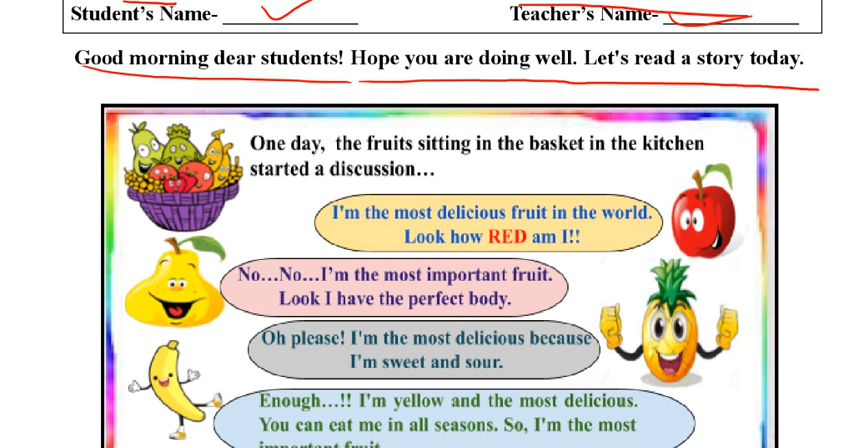 Student's Name- ____________ Teacher's Name- ____________
Good morning dear students! Hope you are doing well. Let's read a story today.
One day, the fruits sitting in the basket in the kitchen
started a discussion...
I'm the most delicious fruit in the world.
Look how RED am I!!
No...No...I'm the most important fruit.
Look I have the perfect body.
Oh please! I'm the most delicious because
I'm sweet and sour.
Enough...!! I'm yellow and the most delicious.
You can eat me in all seasons. So, I'm the most
important fruit